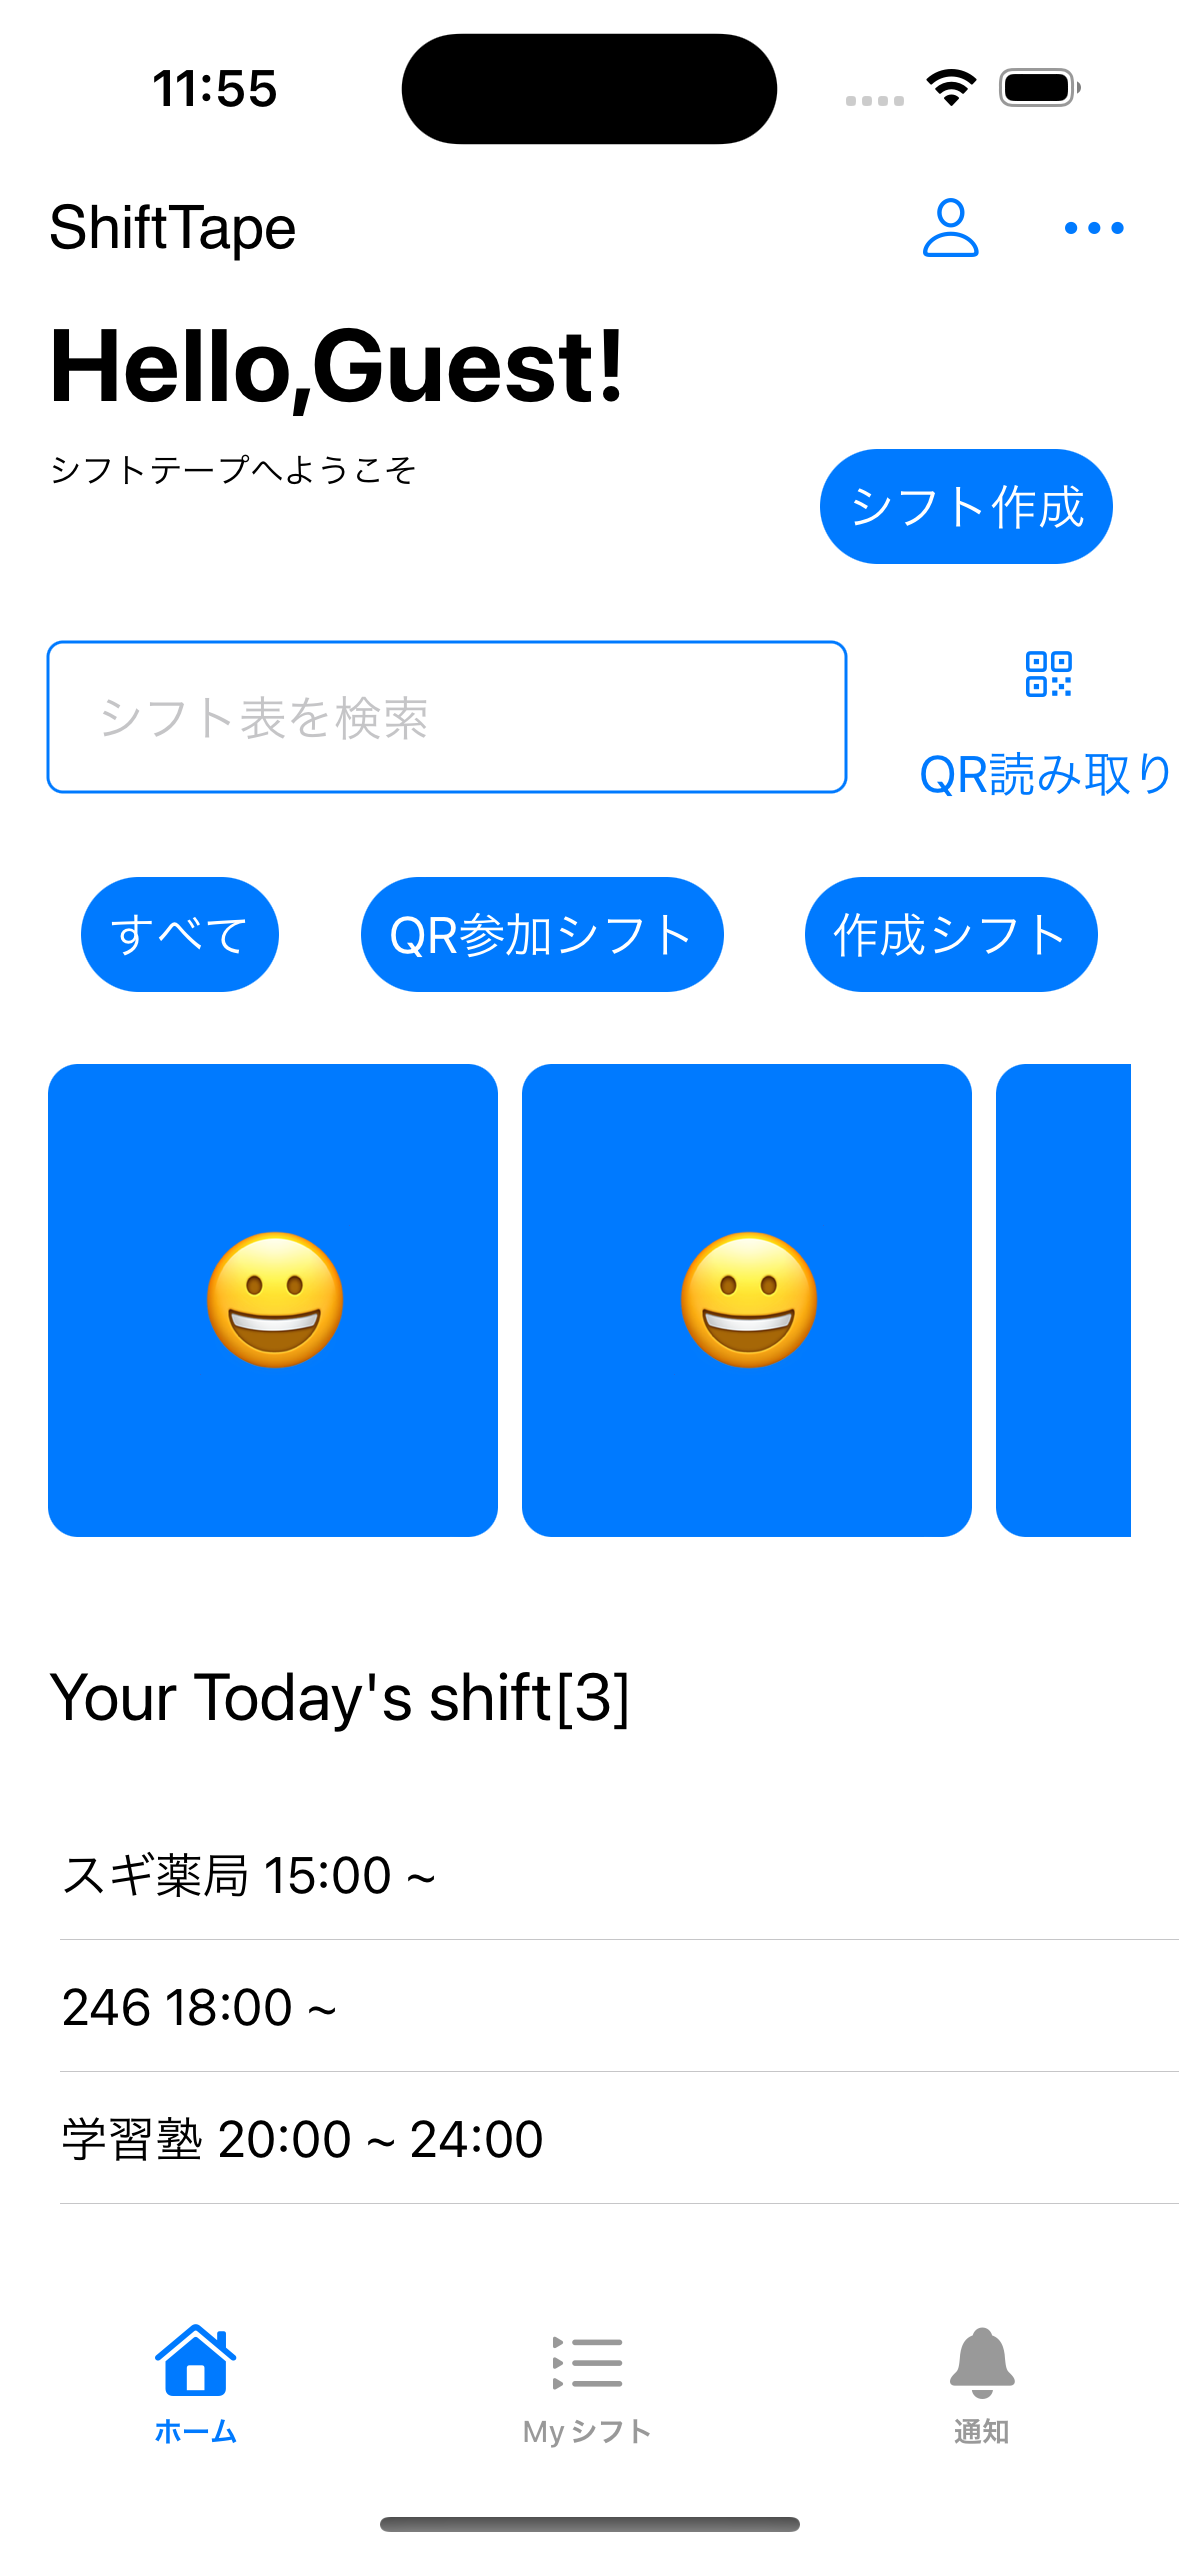 11:55
ShiftTape
Hello,Guest!
シフトテープへようこそ
シフト作成
シフト表を検索
QR読み取り
すべて
QR参加シフト
作成シフト
Your Today's shift[3]
スギ薬局 15:00 ~
246 18:00 ~
学習塾 20:00 ~ 24:00
ホーム
My シフト
通知